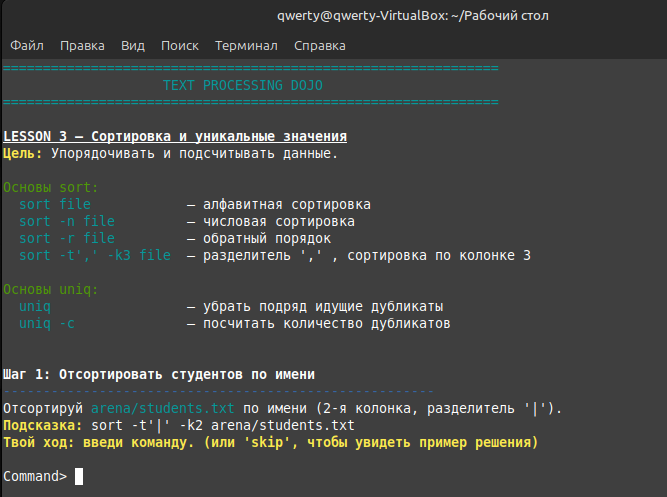 qwerty@qwerty-VirtualBox: ~/Рабочий стол
Файл Правка Вид Поиск Терминал Справка
==============================================================
TEXT PROCESSING DOJO
==============================================================
LESSON 3 — Сортировка и уникальные значения
Цель: Упорядочивать и подсчитывать данные.
Основы sort:
sort file — алфавитная сортировка
sort -n file — числовая сортировка
sort -r file — обратный порядок
sort -t',' -k3 file — разделитель ',' , сортировка по колонке 3
Основы uniq:
uniq — убрать подряд идущие дубликаты
uniq -c — посчитать количество дубликатов
Шаг 1: Отсортировать студентов по имени
------------------------------------------------------
Отсортируй arena/students.txt по имени (2-я колонка, разделитель '|').
Подсказка: sort -t'|' -k2 arena/students.txt
Твой ход: введи команду. (или 'skip', чтобы увидеть пример решения)
Command>